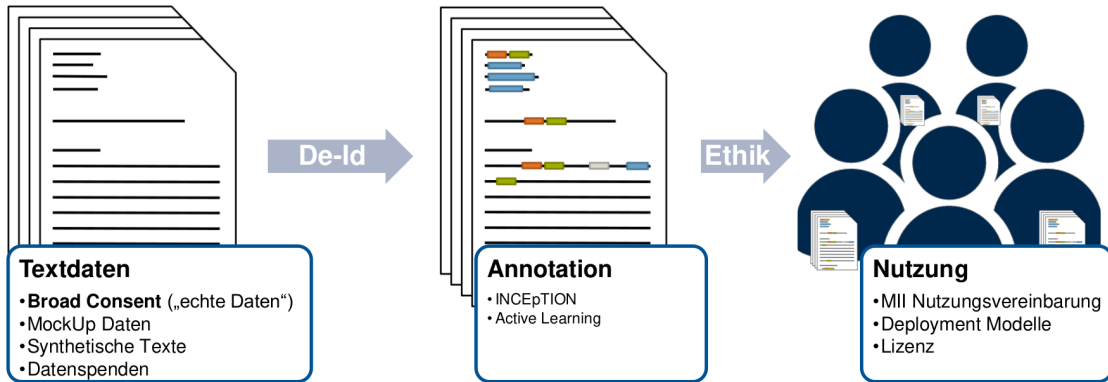 De-Id
Ethik
Textdaten
•Broad Consent („echte Daten“)
•MockUp Daten
•Synthetische Texte
•Datenspenden
Annotation
•INCEpTION
•Active Learning
Nutzung
•MII Nutzungsvereinbarung
•Deployment Modelle
•Lizenz